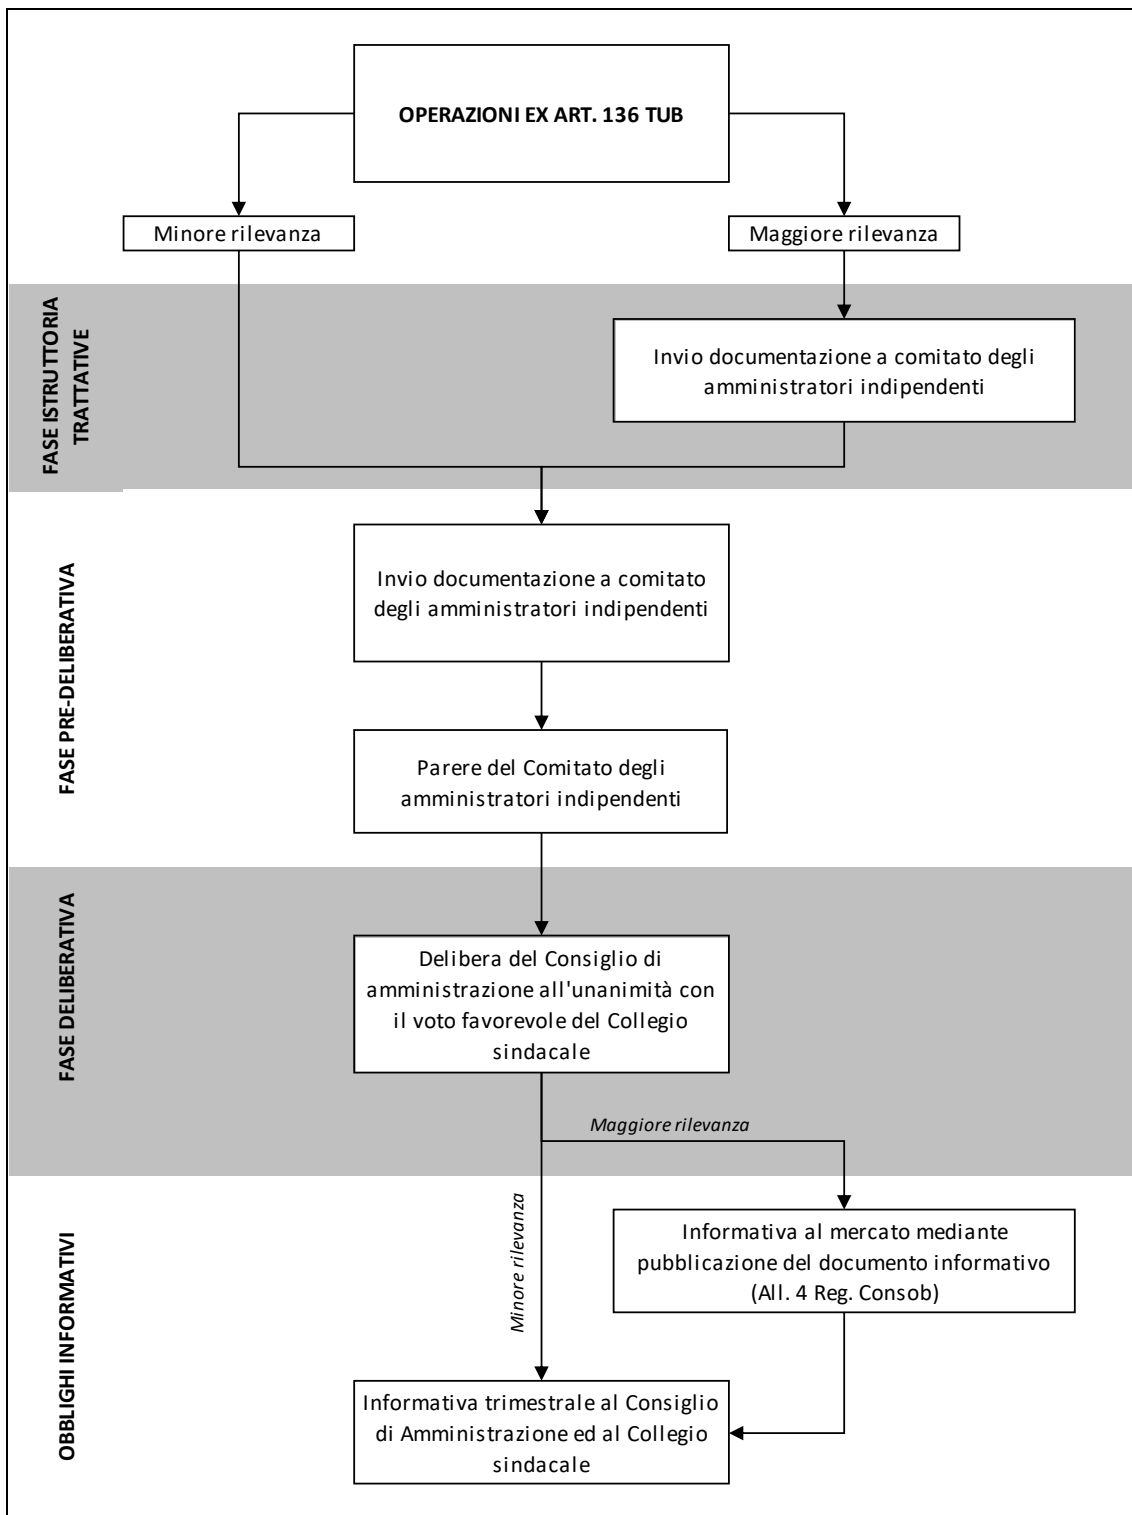 OPERAZIONI EX ART. 136 TUB
Minore rilevanza
Maggiore rilevanza
FASE ISTRUTTORIA
TRATTATIVE
Invio documentazione a comitato degli
amministratori indipendenti
FASE PRE-DELIBERATIVA
Invio documentazione a comitato
degli amministratori indipendenti
Parere del Comitato degli
amministratori indipendenti
FASE DELIBERATIVA
Delibera del Consiglio di
amministrazione all'unanimità con
il voto favorevole del Collegio
sindacale
Maggiore rilevanza
Minore rilevanza
OBBLIGHI INFORMATIVI
Informativa al mercato mediante
pubblicazione del documento informativo
(All. 4 Reg. Consob)
Informativa trimestrale al Consiglio
di Amministrazione ed al Collegio
sindacale